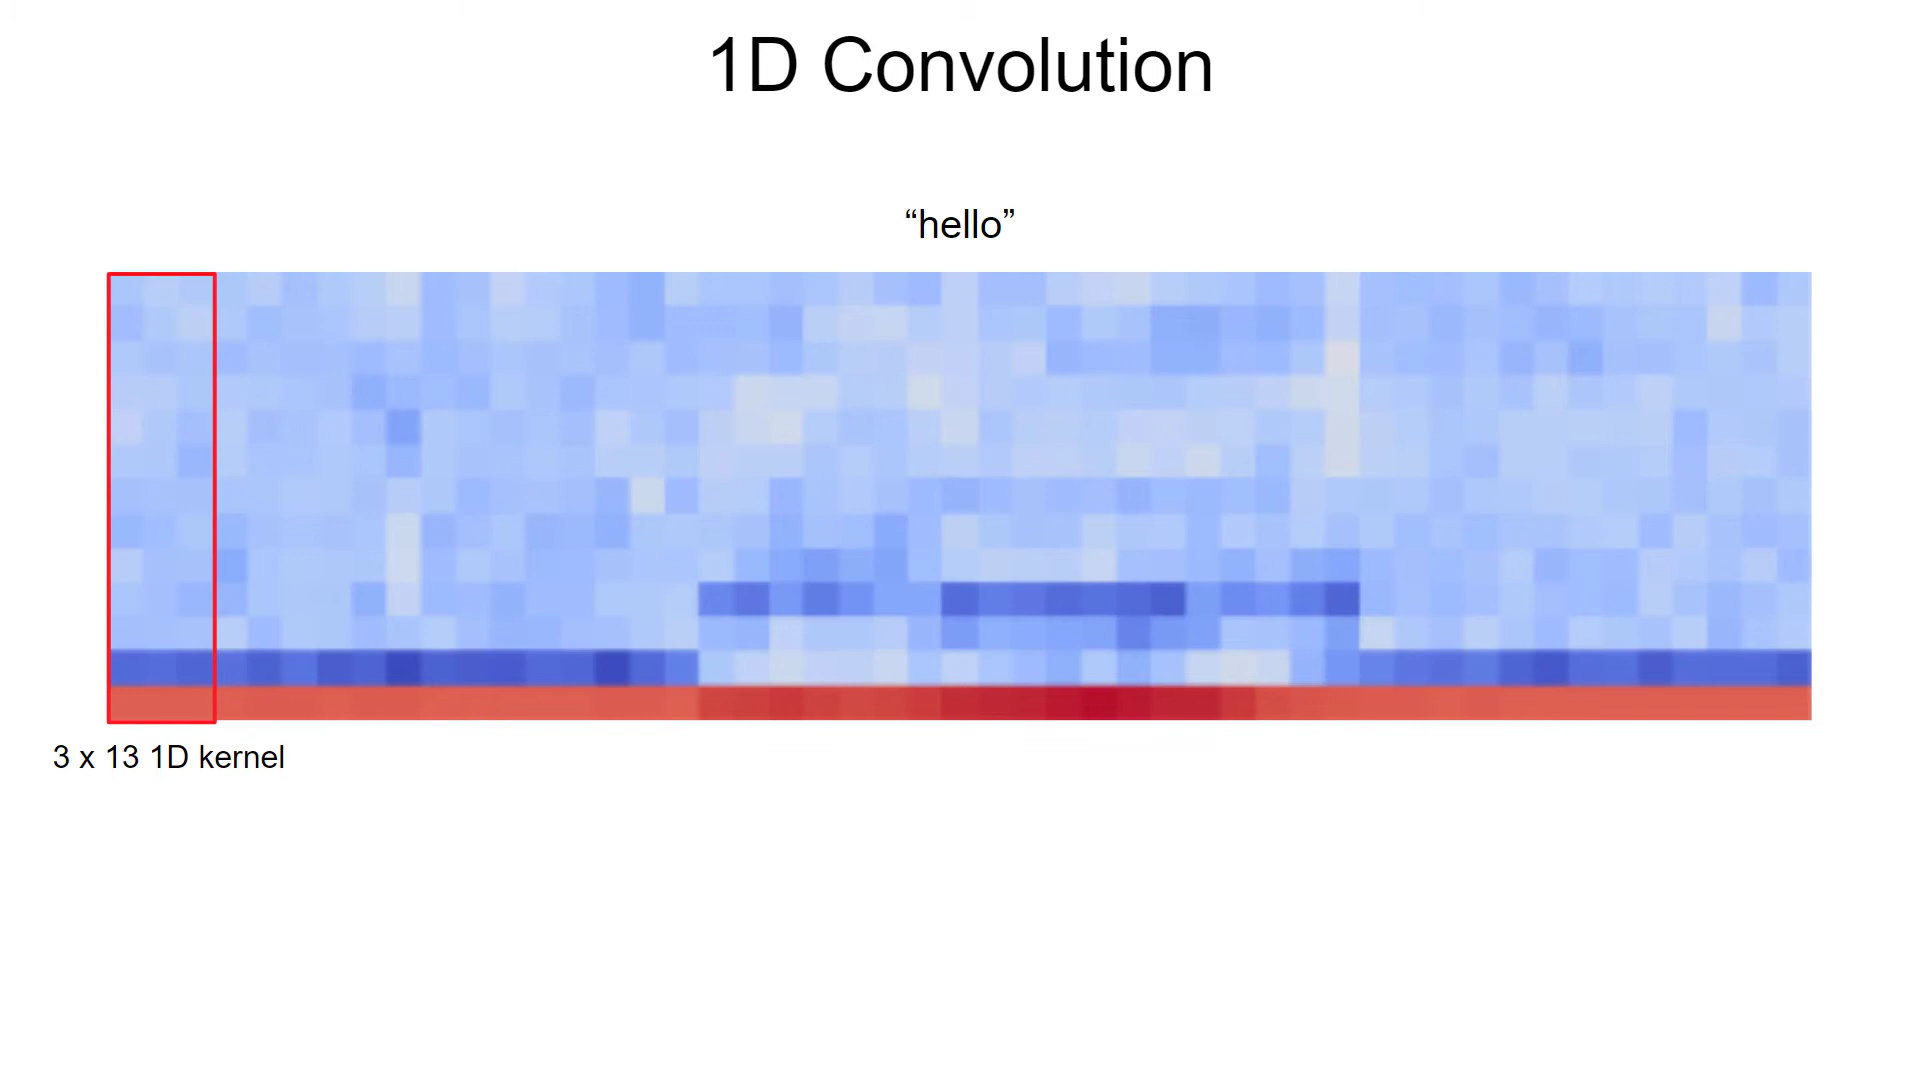 1D Convolution
“hello”
3 x 13 1D kernel